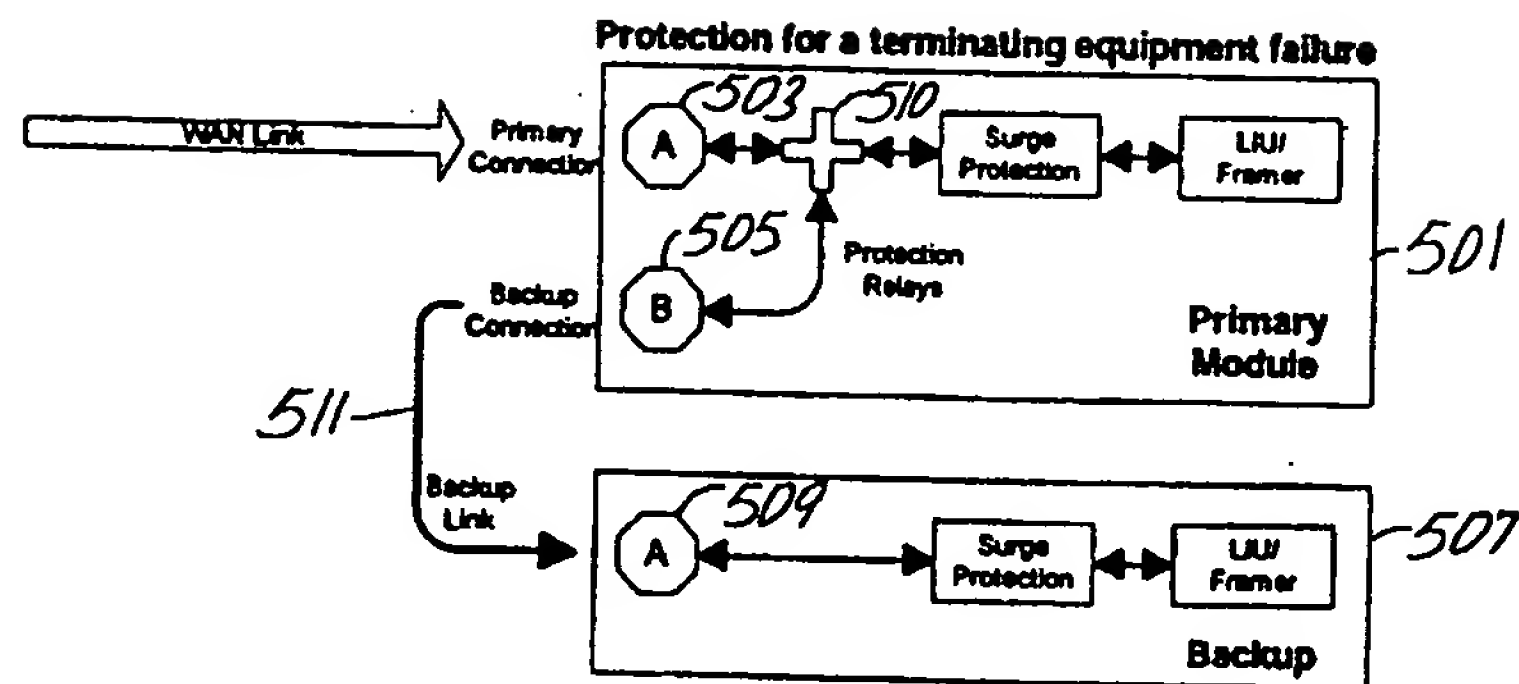 Protection for a terminating equipment failure
WAN Link
Primary
Connection
A
503
510
Surge
Protection
LIU/
Framer
501
505
Protection
Relays
Backup
Connection
B
Primary
Module
511
Backup
Link
A
509
Surge
Protection
LIU/
Framer
507
Backup